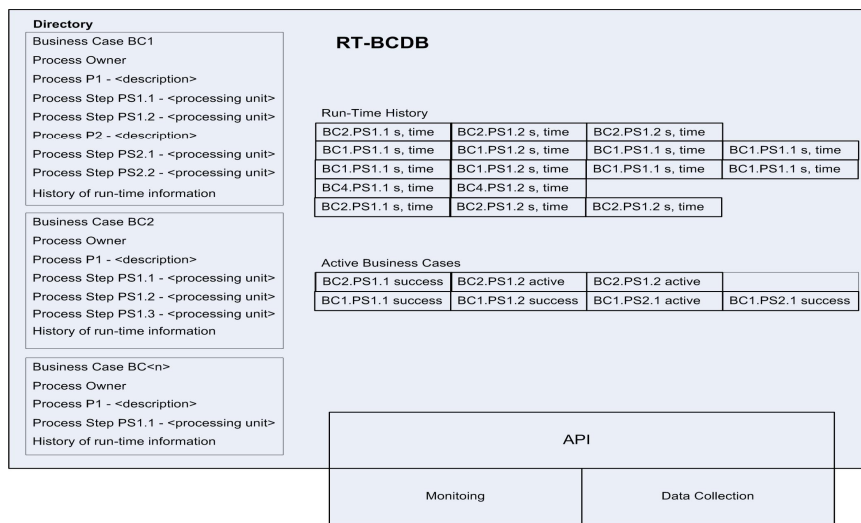 Directory
Business Case BC1
Process Owner
Process P1 - <description>
Process Step PS1.1 - <processing unit>
Process Step PS1.2 - <processing unit>
Process P2 - <description>
Process Step PS2.1 - <processing unit>
Process Step PS2.2 - <processing unit>
History of run-time information
Business Case BC2
Process Owner
Process P1 - <description>
Process Step PS1.1 - <processing unit>
Process Step PS1.2 - <processing unit>
Process Step PS1.3 - <processing unit>
History of run-time information
Business Case BC<n>
Process Owner
Process P1 - <description>
Process Step PS1.1 - <processing unit>
History of run-time information
RT-BCDB
Run-Time History
BC2.PS1.1 s, time BC2.PS1.2 s, time BC2.PS1.2 s, time
BC1.PS1.1 s, time BC1.PS1.1 s, time BC1.PS1.1 s, time BC1.PS1.1 s, time
BC1.PS1.1 s, time BC1.PS1.2 s, time BC1.PS1.1 s, time BC1.PS1.1 s, time
BC4.PS1.1 s, time BC4.PS1.2 s, time
BC2.PS1.1 s, time BC2.PS1.2 s, time BC2.PS1.2 s, time
Active Business Cases
BC2.PS1.1 success BC2.PS1.2 active BC2.PS1.2 active
BC1.PS1.1 success BC1.PS1.2 success BC1.PS2.1 active BC1.PS2.1 success
API
Monitoing Data Collection